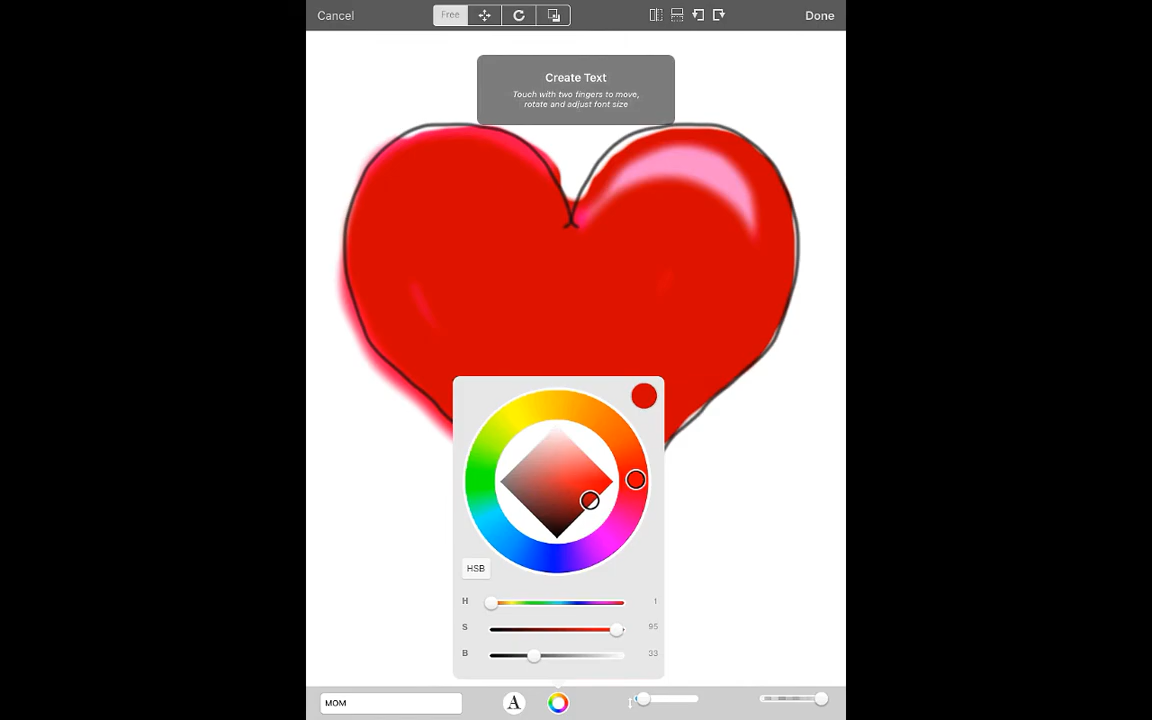 Cancel
Free
Done
Create Text
Touch with two fingers to move,
rotate and adjust font size
HSB
H 1
S 95
B 33
MOM
A